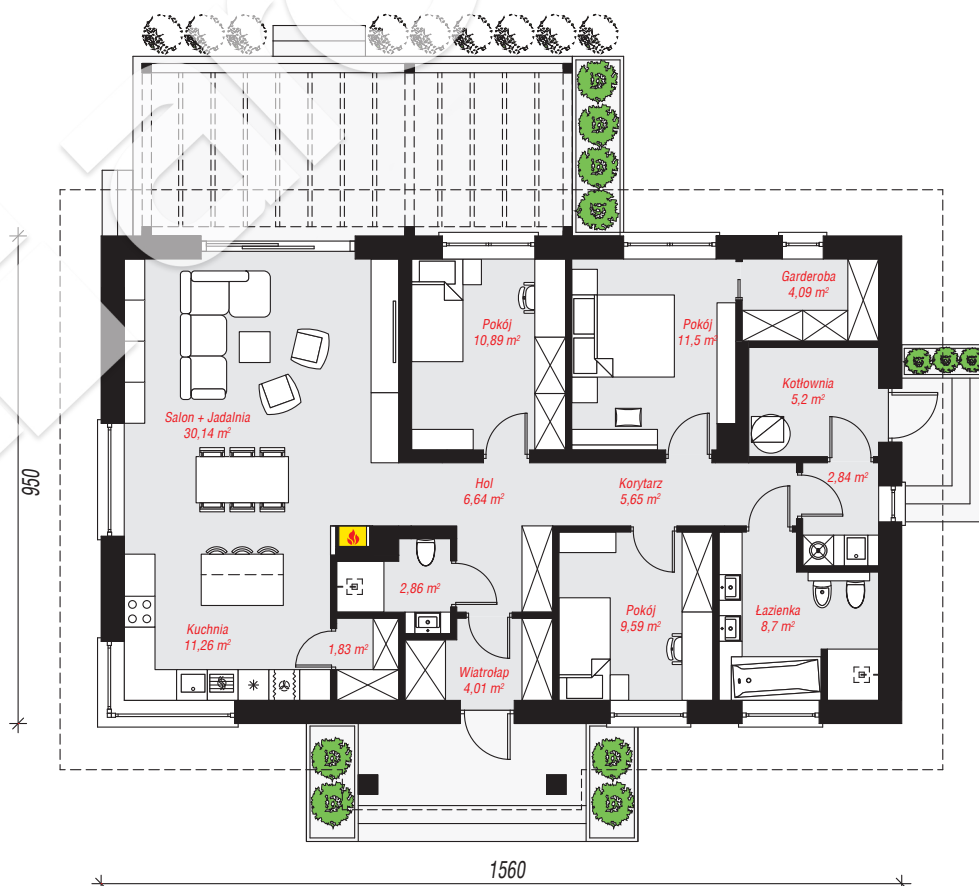 Garderoba
4,09 m²
Pokój
10,89 m²
Pokój
11,5 m²
Kotłownia
5,2 m²
Salon + Jadalnia
30,14 m²
950
Hol
6,64 m²
Korytarz
5,65 m²
2,84 m²
2,86 m²
Pokój
9,59 m²
Łazienka
8,7 m²
Kuchnia
11,26 m²
1,83 m²
Wiatrołap
4,01 m²
1560